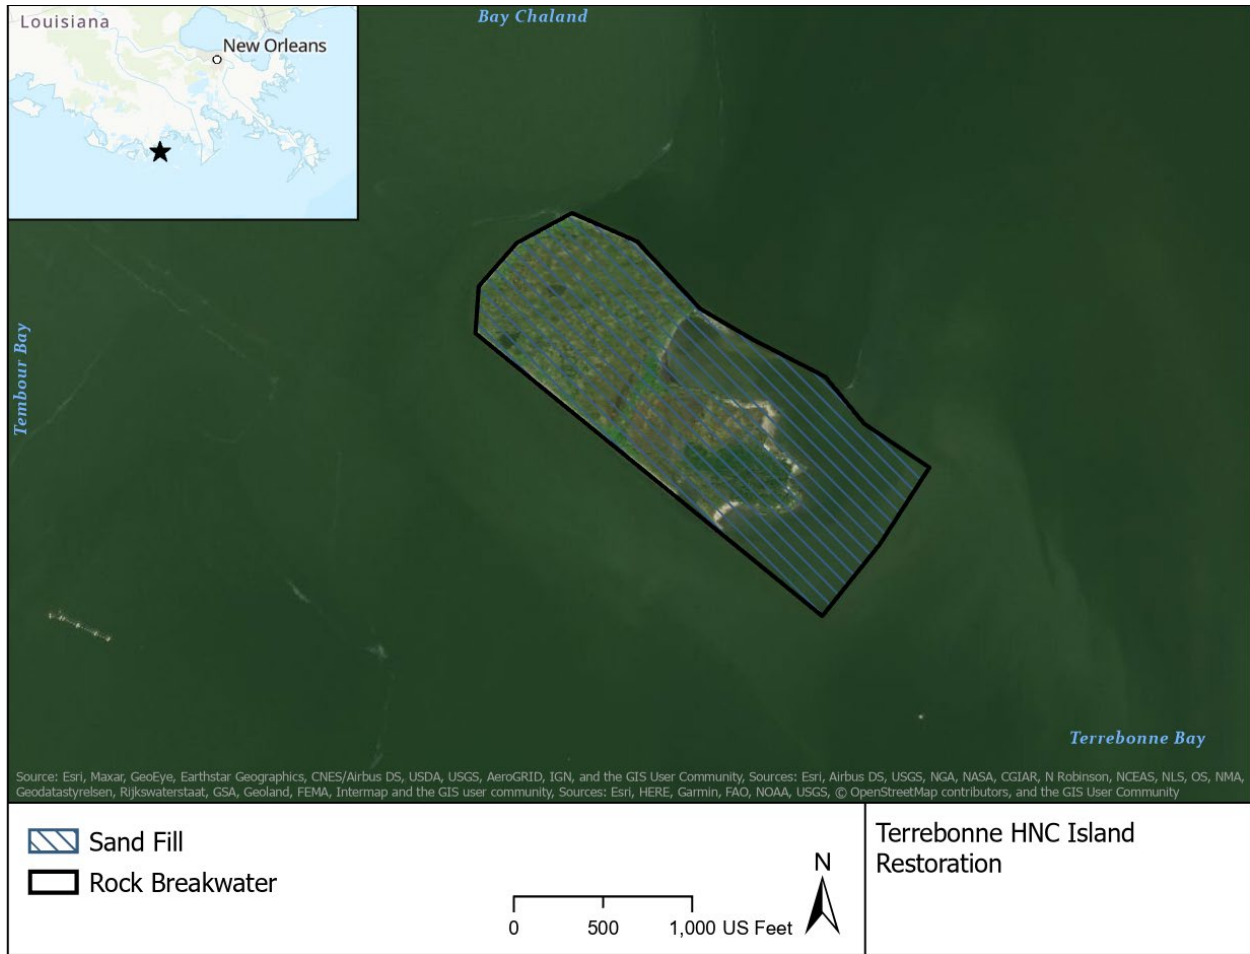 Louisiana
New Orleans
Bay Chaland
Tembour Bay
Terrebonne Bay
Source: Esri, Maxar, GeoEye, Earthstar Geographics, CNES/Airbus DS, USDA, USGS, AeroGRID, IGN, and the GIS User Community, Sources: Esri, Airbus DS, USGS, NGA, NASA, CGIAR, N Robinson, NCEAS, NLS, OS, NMA,
Geodatastyrelsen, Rijkswaterstaat, GSA, Geoland, FEMA, Intermap and the GIS user community, Sources: Esri, HERE, Garmin, FAO, NOAA, USGS, © OpenStreetMap contributors, and the GIS User Community
Sand Fill
Rock Breakwater
0 500 1,000 US Feet
N
Terrebonne HNC Island
Restoration